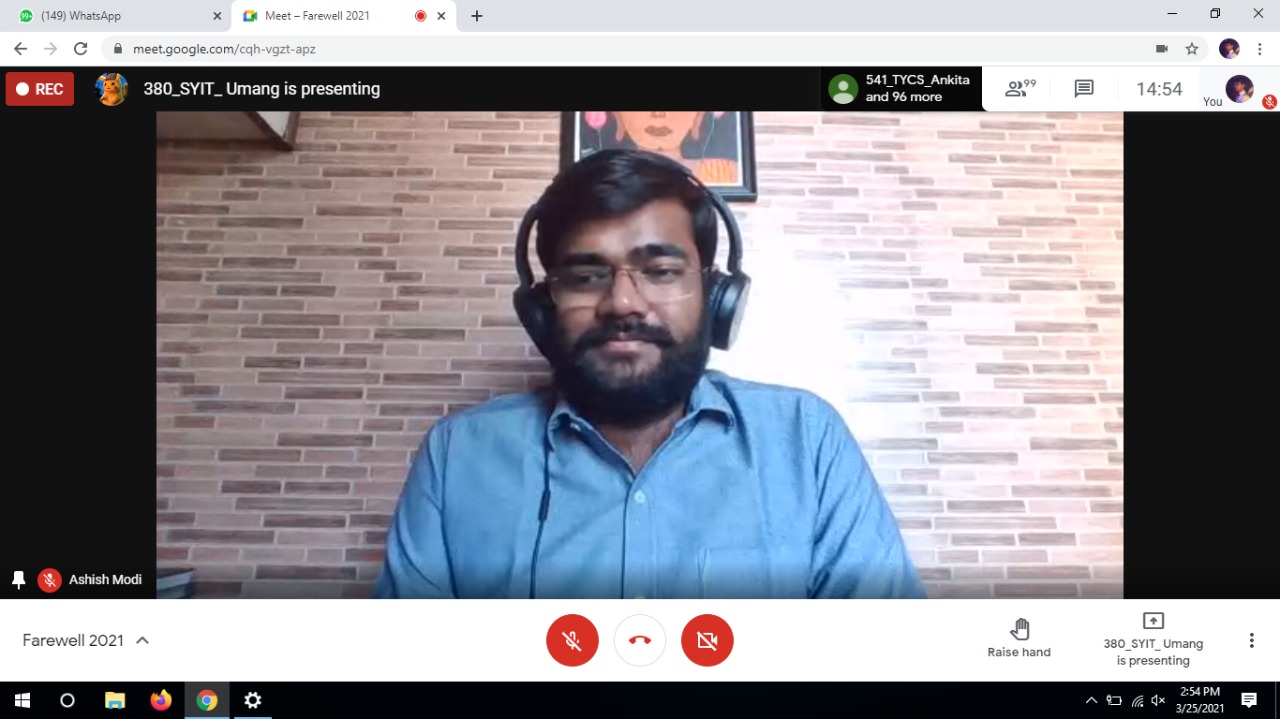 (149) WhatsApp
Meet – Farewell 2021
meet.google.com/cqh-vgzt-apz
REC
380_SYIT_ Umang is presenting
541_TYCS_Ankita
and 96 more
99
14:54
You
Ashish Modi
Farewell 2021
Raise hand
380_SYIT_ Umang
is presenting
2:54 PM
3/25/2021